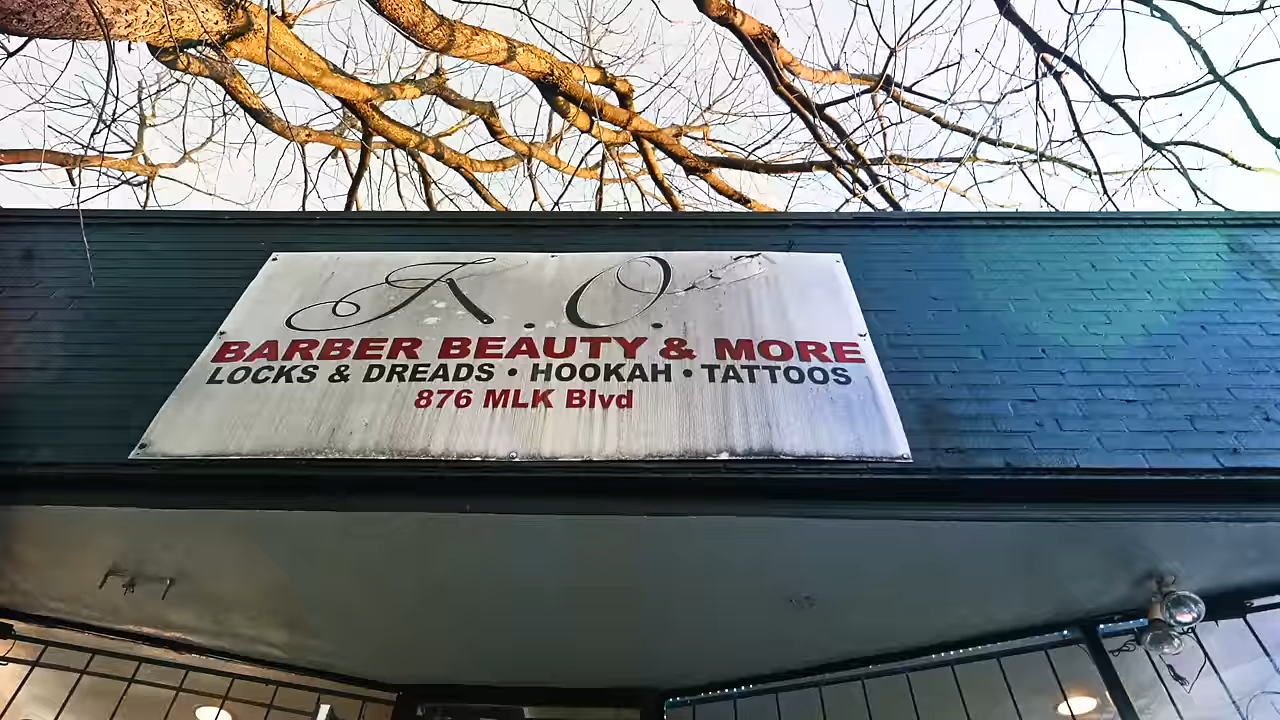 K.O.
BARBER BEAUTY & MORE
LOCKS & DREADS • HOOKAH • TATTOOS
876 MLK Blvd